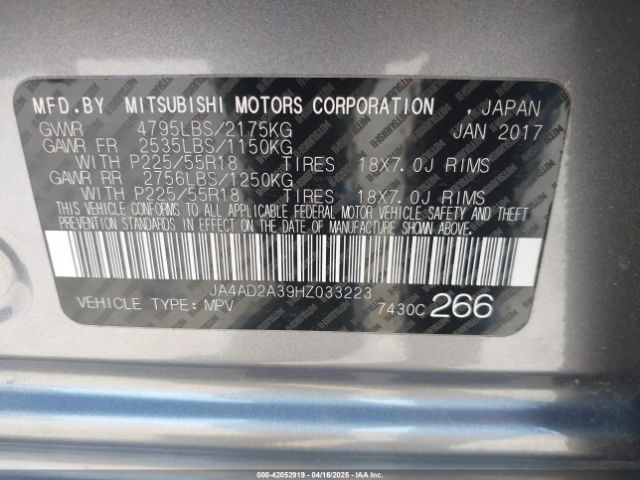 MFD.BY MITSUBISHI MOTORS CORPORATION , JAPAN
GVWR 4795LBS/2175KG JAN 2017
GAWR FR 2535LBS/1150KG
WITH P225/55R18 TIRES 18X7.0J RIMS
GAWR RR 2756LBS/1250KG
WITH P225/55R18 TIRES 18X7.0J RIMS
THIS VEHICLE CONFORMS TO ALL APPLICABLE FEDERAL MOTOR VEHICLE SAFETY AND THEFT
PREVENTION STANDARDS IN EFFECT ON THE DATE OF MANUFACTURE SHOWN ABOVE.
JA4AD2A39HZ033223
VEHICLE TYPE: MPV 7430C 266
000-42052919 - 04/16/2025 - IAAI.CA